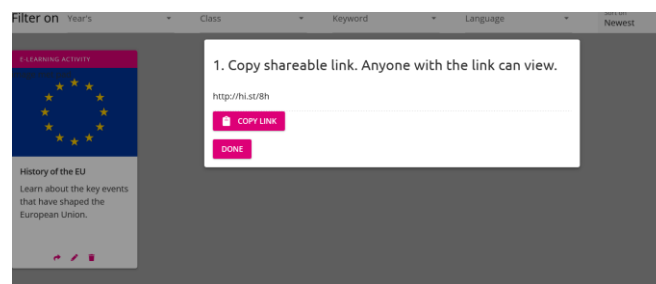 Filter on Year's Class Keyword Language Sort on
Newest
E-LEARNING ACTIVITY
1. Copy shareable link. Anyone with the link can view.
http://hi.st/8h
COPY LINK
DONE
History of the EU
Learn about the key events
that have shaped the
European Union.